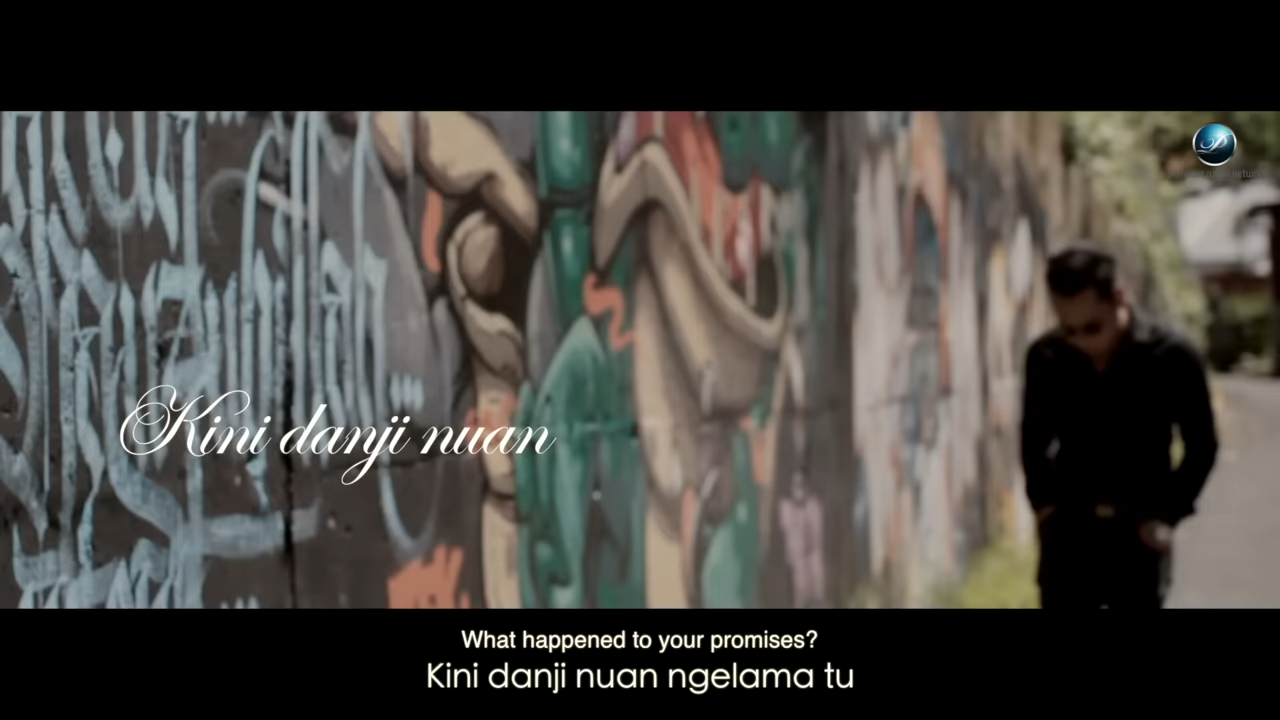 Kini danji nuan
What happened to your promises?
Kini danji nuan ngelama tu